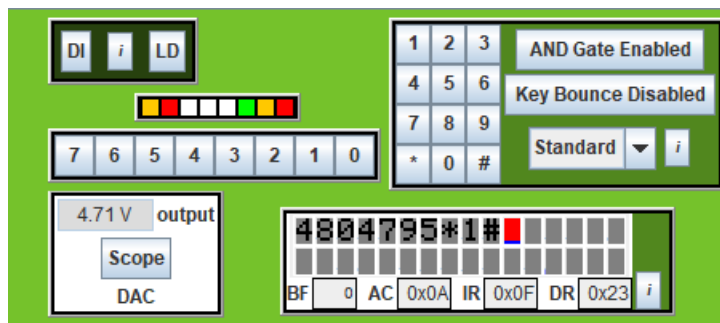 DI i LD
7 6 5 4 3 2 1 0
1 2 3
4 5 6
7 8 9
* 0 #
AND Gate Enabled
Key Bounce Disabled
Standard i
4.71 V output
Scope
DAC
4804795*1#
BF 0 AC 0x0A IR 0x0F DR 0x23 i